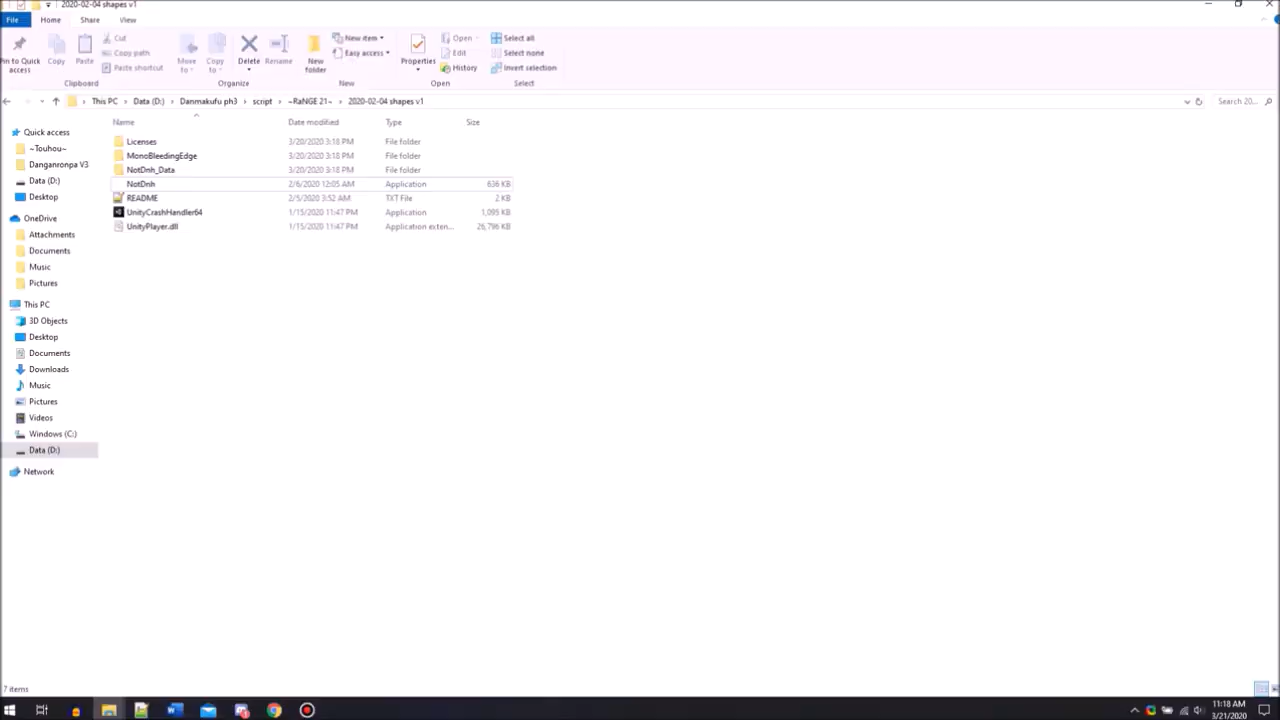 2020-02-04 shapes v1
File Home Share View
Pin to Quick access
Copy
Paste
Cut
Copy path
Paste shortcut
Clipboard
Move to
Copy to
Delete
Rename
Organize
New folder
New item
Easy access
New
Properties
Open
Edit
History
Open
Select all
Select none
Invert selection
Select
This PC > Data (D:) > Danmakufu ph3 > script > ~RaNGE 21~ > 2020-02-04 shapes v1
Search 20...
Name Date modified Type Size
Licenses 3/20/2020 3:18 PM File folder
MonoBleedingEdge 3/20/2020 3:18 PM File folder
NotDnh_Data 3/20/2020 3:18 PM File folder
NotDnh 2/6/2020 12:05 AM Application 636 KB
README 2/5/2020 3:52 AM TXT File 2 KB
UnityCrashHandler64 1/15/2020 11:47 PM Application 1,095 KB
UnityPlayer.dll 1/15/2020 11:47 PM Application exten... 26,796 KB
Quick access
~Touhou~
Danganronpa V3
Data (D:)
Desktop
OneDrive
Attachments
Documents
Music
Pictures
This PC
3D Objects
Desktop
Documents
Downloads
Music
Pictures
Videos
Windows (C:)
Data (D:)
Network
7 items
11:18 AM
3/21/2020